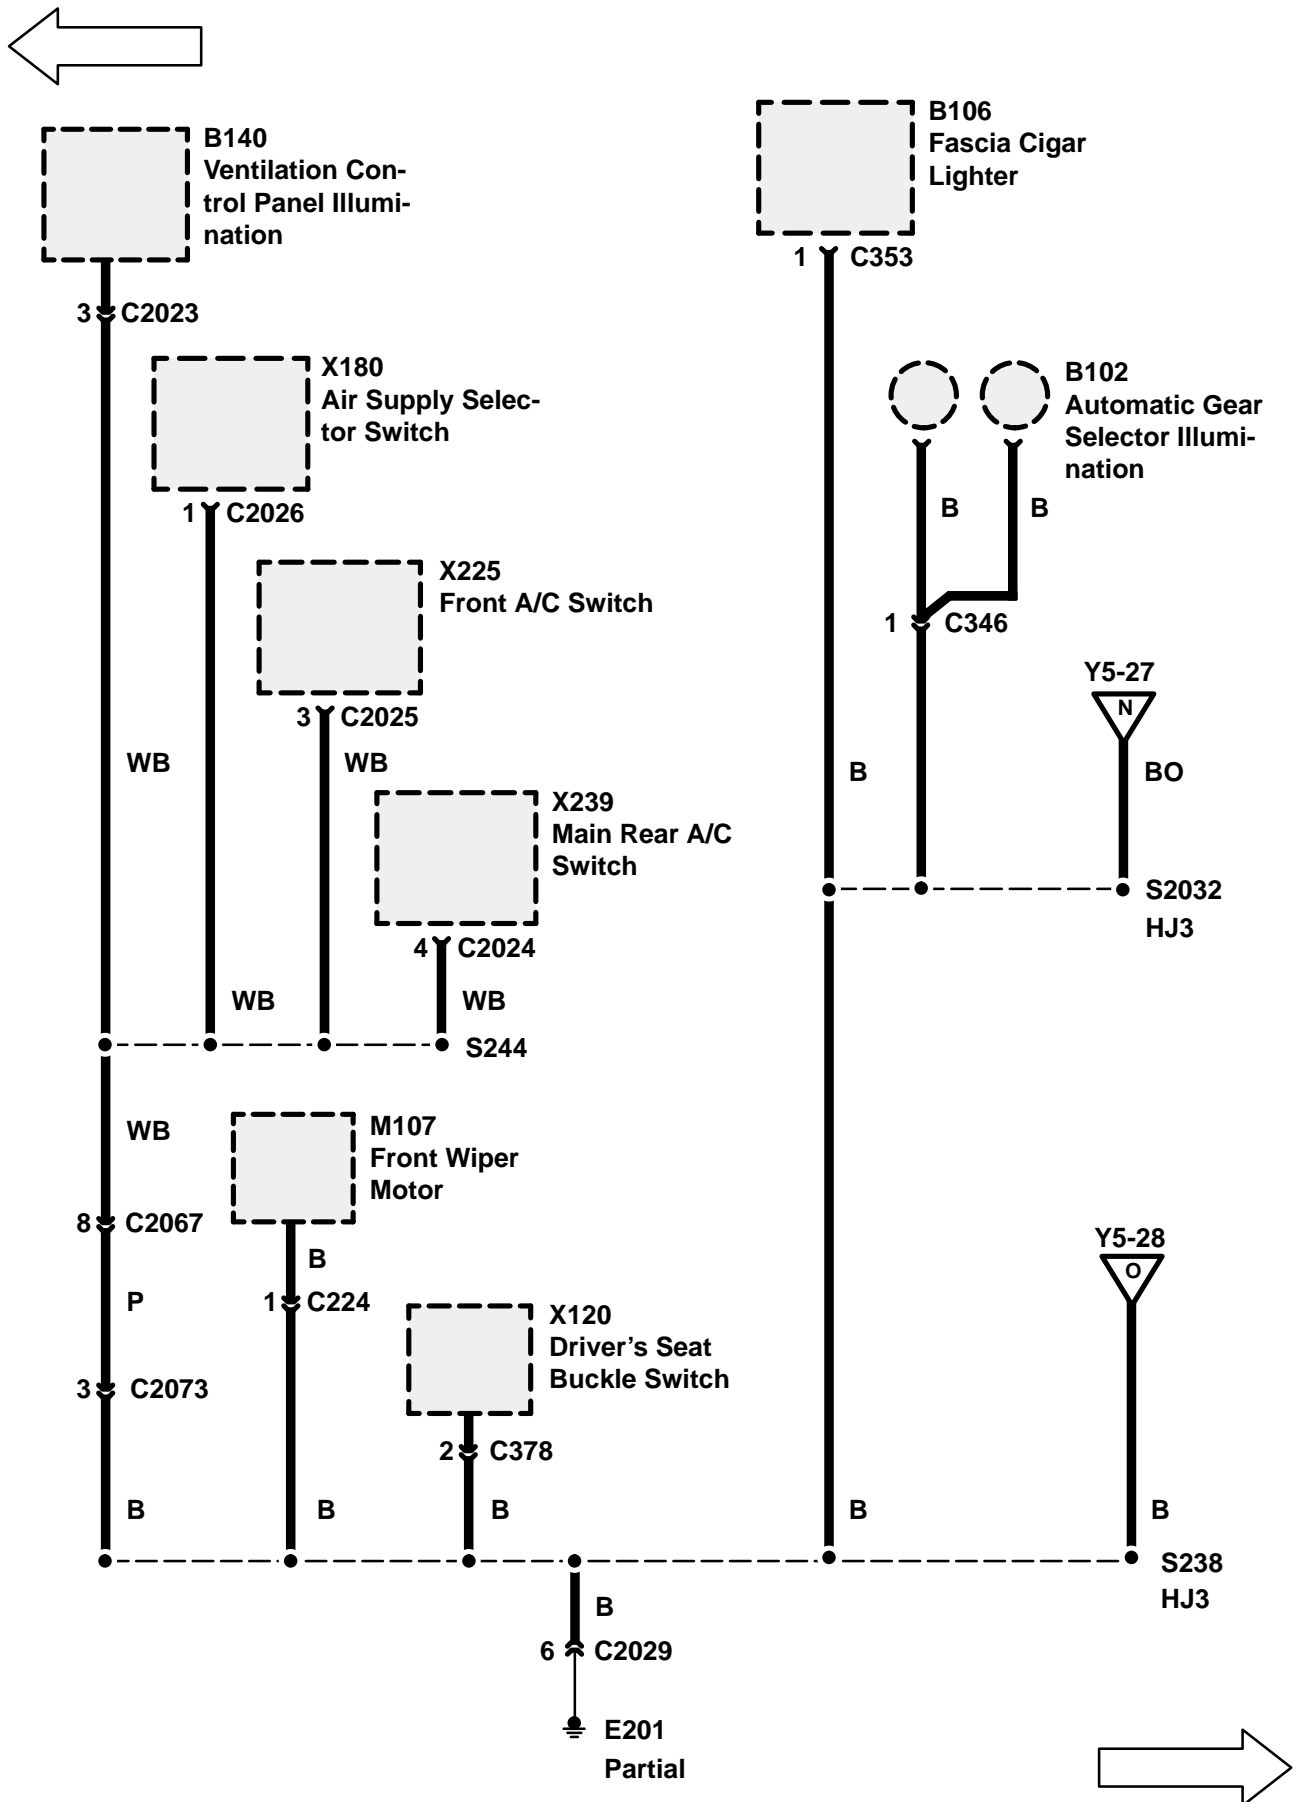 B140
Ventilation Con-
trol Panel Illumi-
nation
B106
Fascia Cigar
Lighter
1 C353
3 C2023
X180
Air Supply Selec-
tor Switch
B102
Automatic Gear
Selector Illumi-
nation
1 C2026
B B
X225
Front A/C Switch
1 C346
Y5-27
N
3 C2025
WB WB B BO
X239
Main Rear A/C
Switch
S2032
HJ3
4 C2024
WB WB
S244
WB
M107
Front Wiper
Motor
8 C2067
Y5-28
O
B
P
1 C224
X120
Driver’s Seat
Buckle Switch
3 C2073
2 C378
B B B B B
S238
HJ3
B
6 C2029
E201
Partial